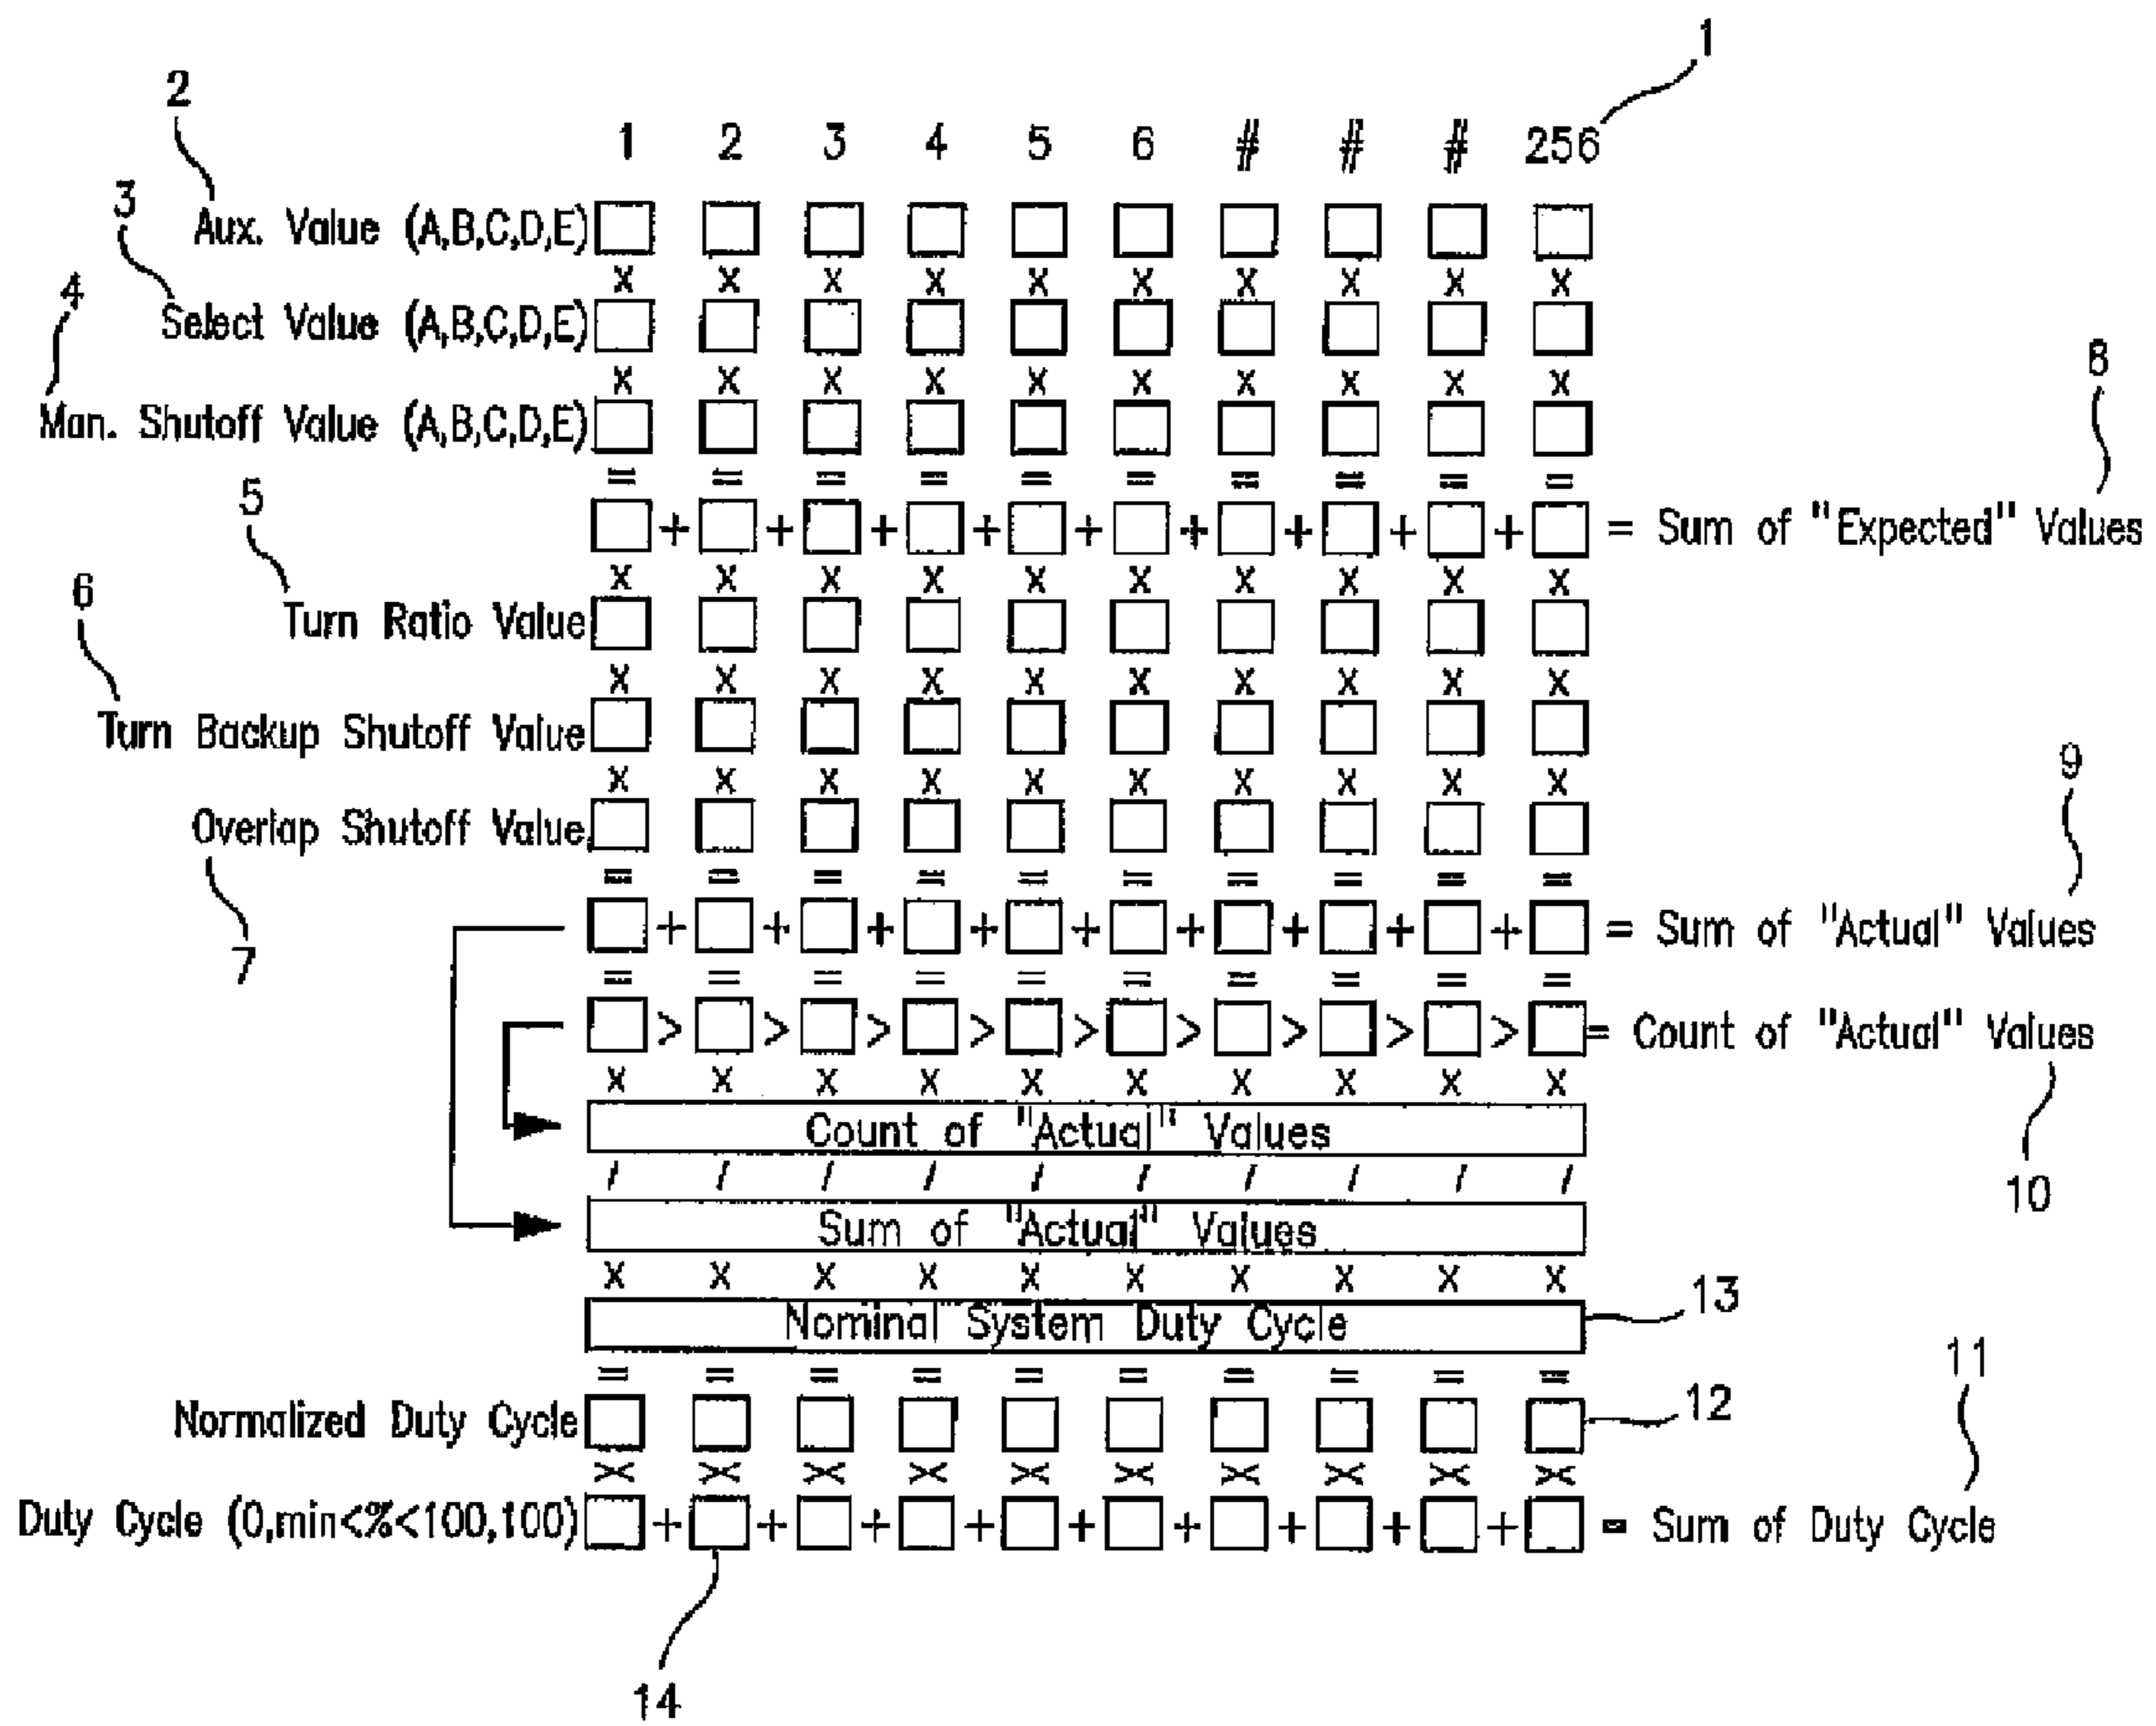 1
2
1 2 3 4 5 6 # # # 256
3
Aux. Value (A,B,C,D,E)
x x x x x x x x x x
4
Select Value (A,B,C,D,E)
x x x x x x x x x x
8
Man. Shutoff Value (A,B,C,D,E)
= = = = = = = = = =
5
+ + + + + + + + + = Sum of "Expected" Values
x x x x x x x x x x
6
Turn Ratio Value
x x x x x x x x x x
Turn Backup Shutoff Value
9
x x x x x x x x x x
Overlap Shutoff Value
= = = = = = = = = =
7
+ + + + + + + + + = Sum of "Actual" Values
= = = = = = = = = =
> > > > > > > > > = Count of "Actual" Values
x x x x x x x x x x
Count of "Actual" Values
/ / / / / / / / / /
10
Sum of "Actual" Values
x x x x x x x x x x
13
Nominal System Duty Cycle
= = = = = = = = = =
11
Normalized Duty Cycle
12
x x x x x x x x x x
Duty Cycle (0,min<%<100,100) + + + + + + + + + = Sum of Duty Cycle
14